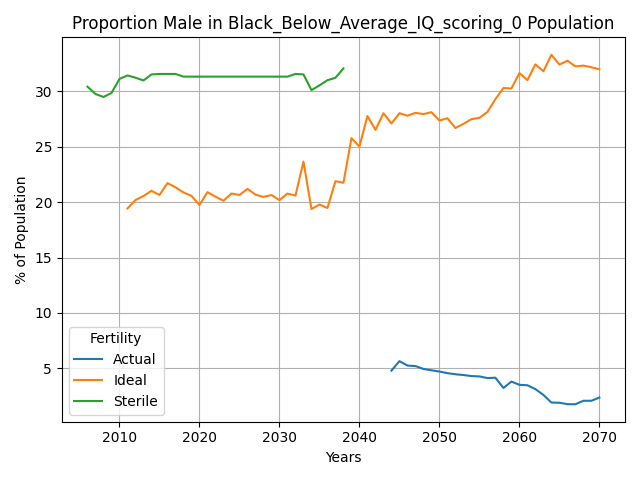 Proportion Male in Black_Below_Average_IQ_scoring_0 Population
% of Population
30
25
20
15
10
5
Fertility
Actual
Ideal
Sterile
2010 2020 2030 2040 2050 2060 2070
Years